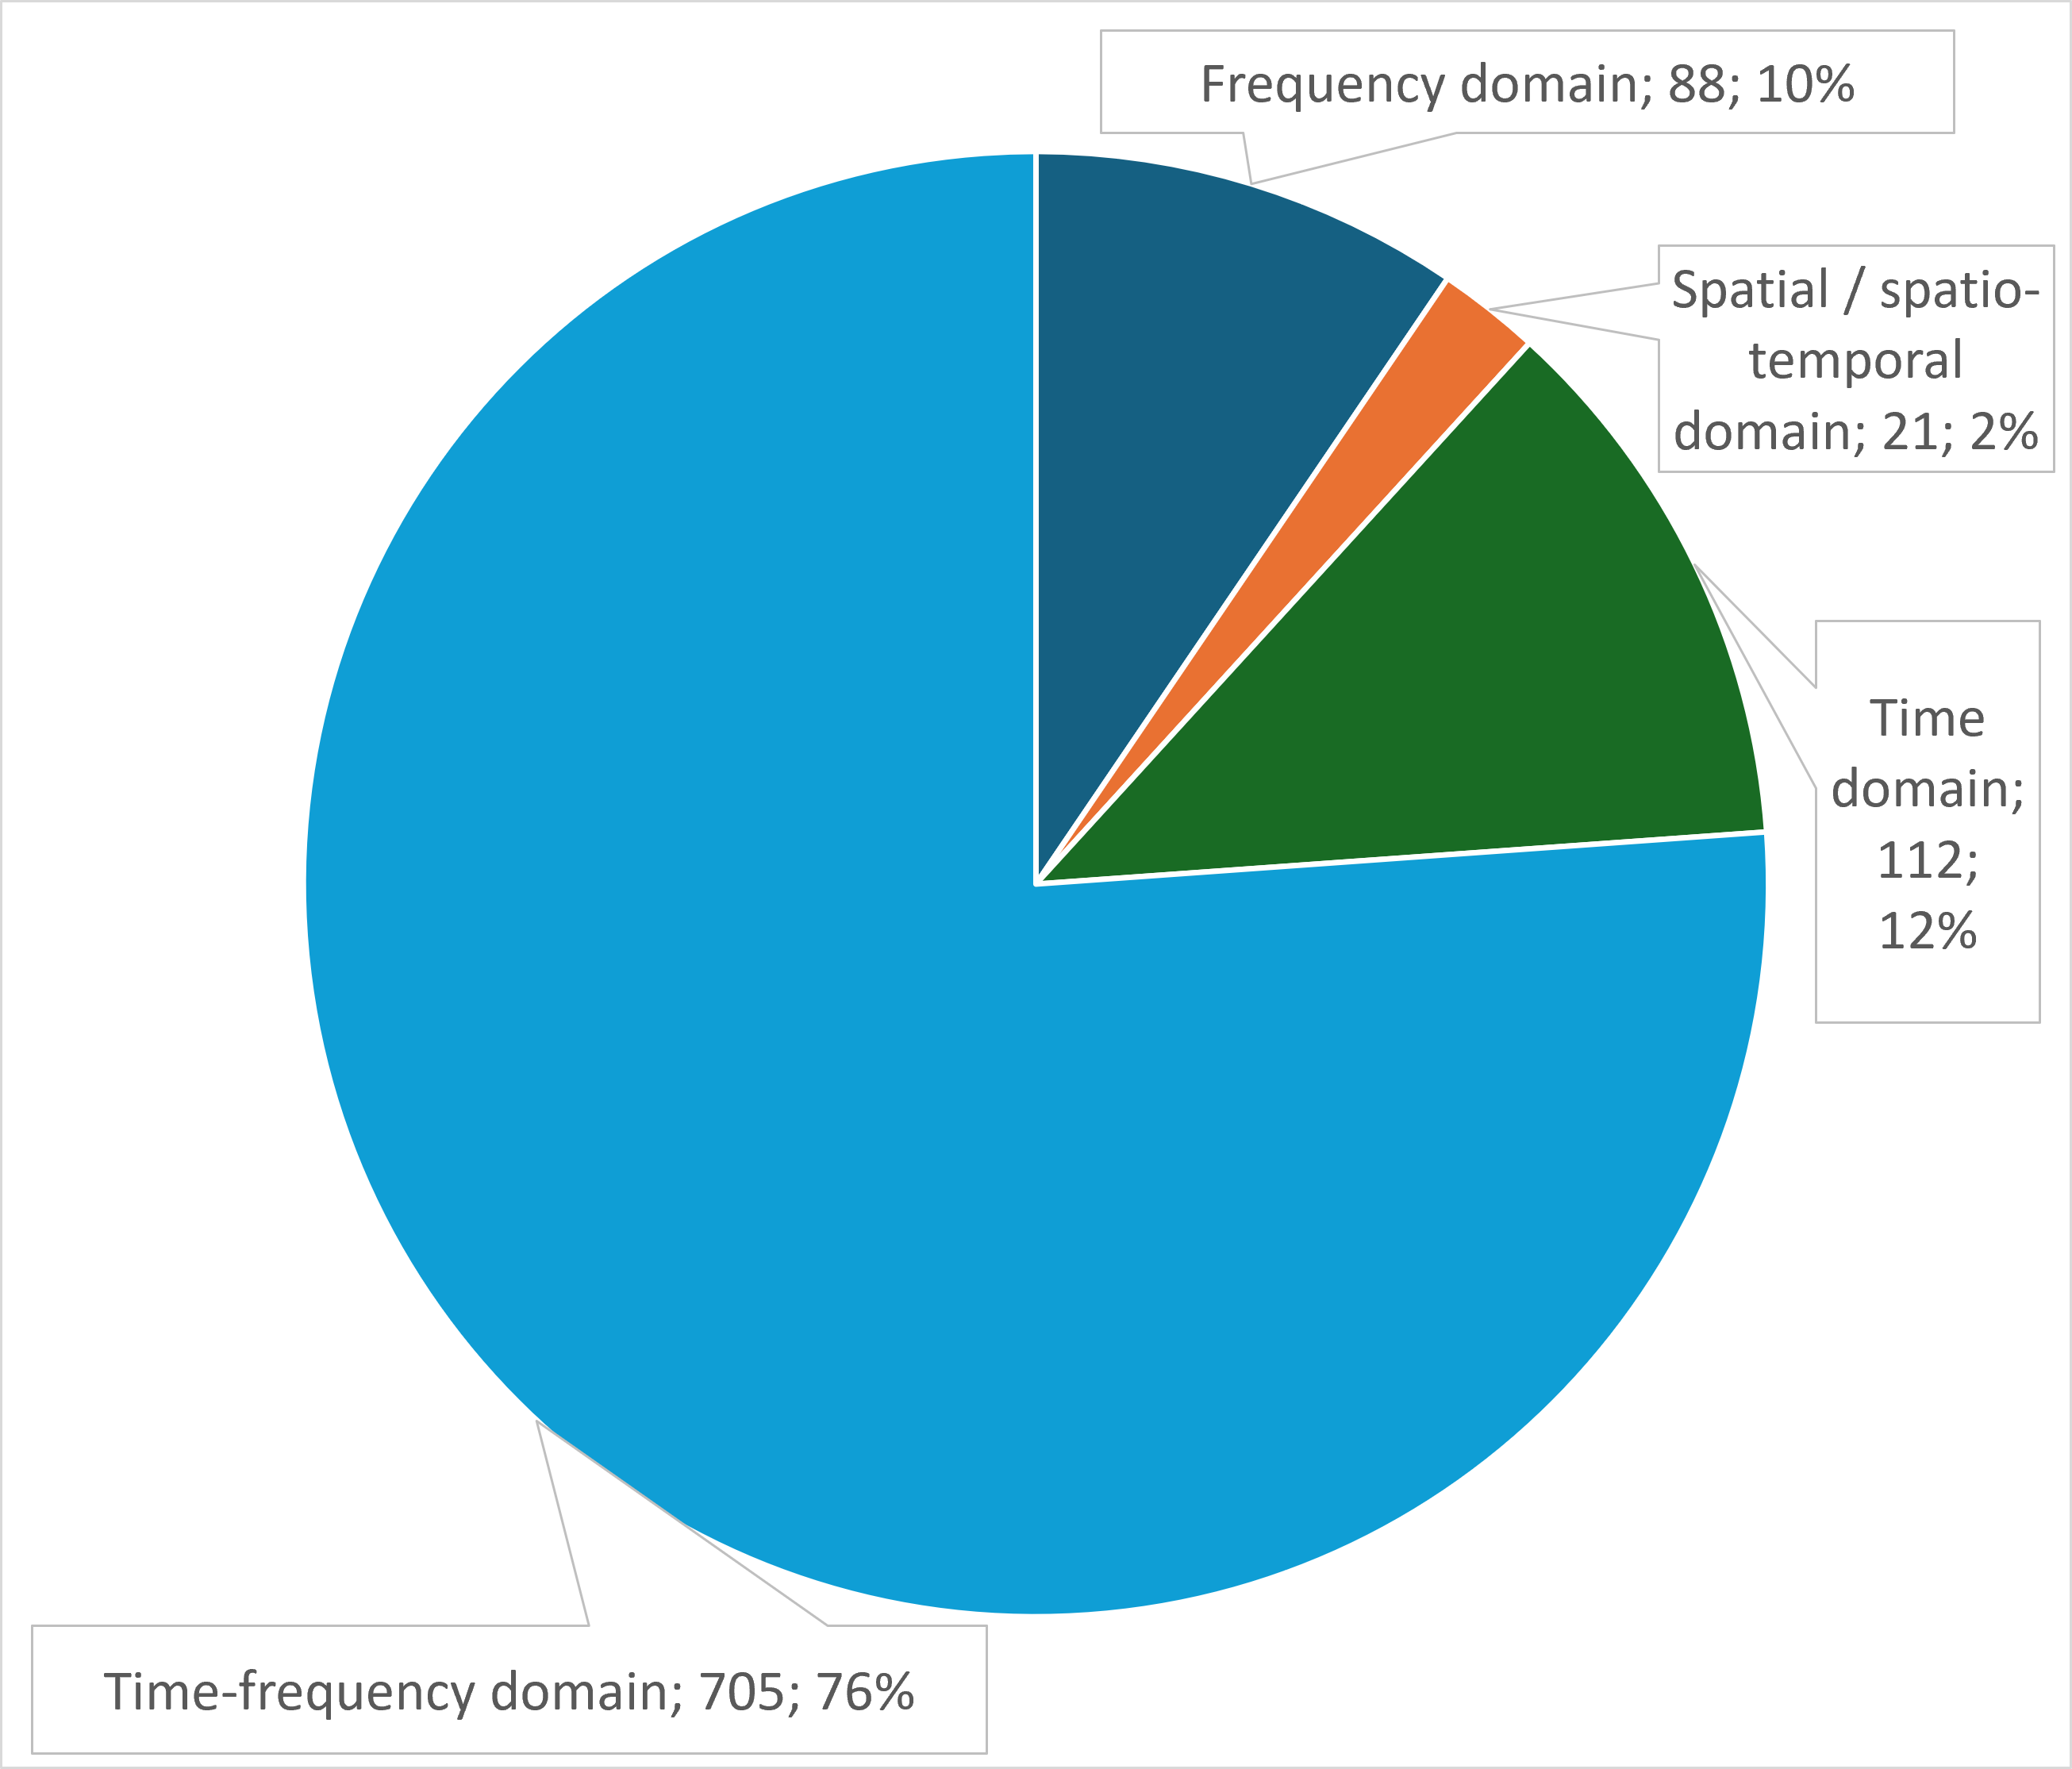 Frequency domain; 88; 10%
Spatial / spatio-
temporal
domain; 21; 2%
Time
domain;
112;
12%
Time-frequency domain; 705; 76%